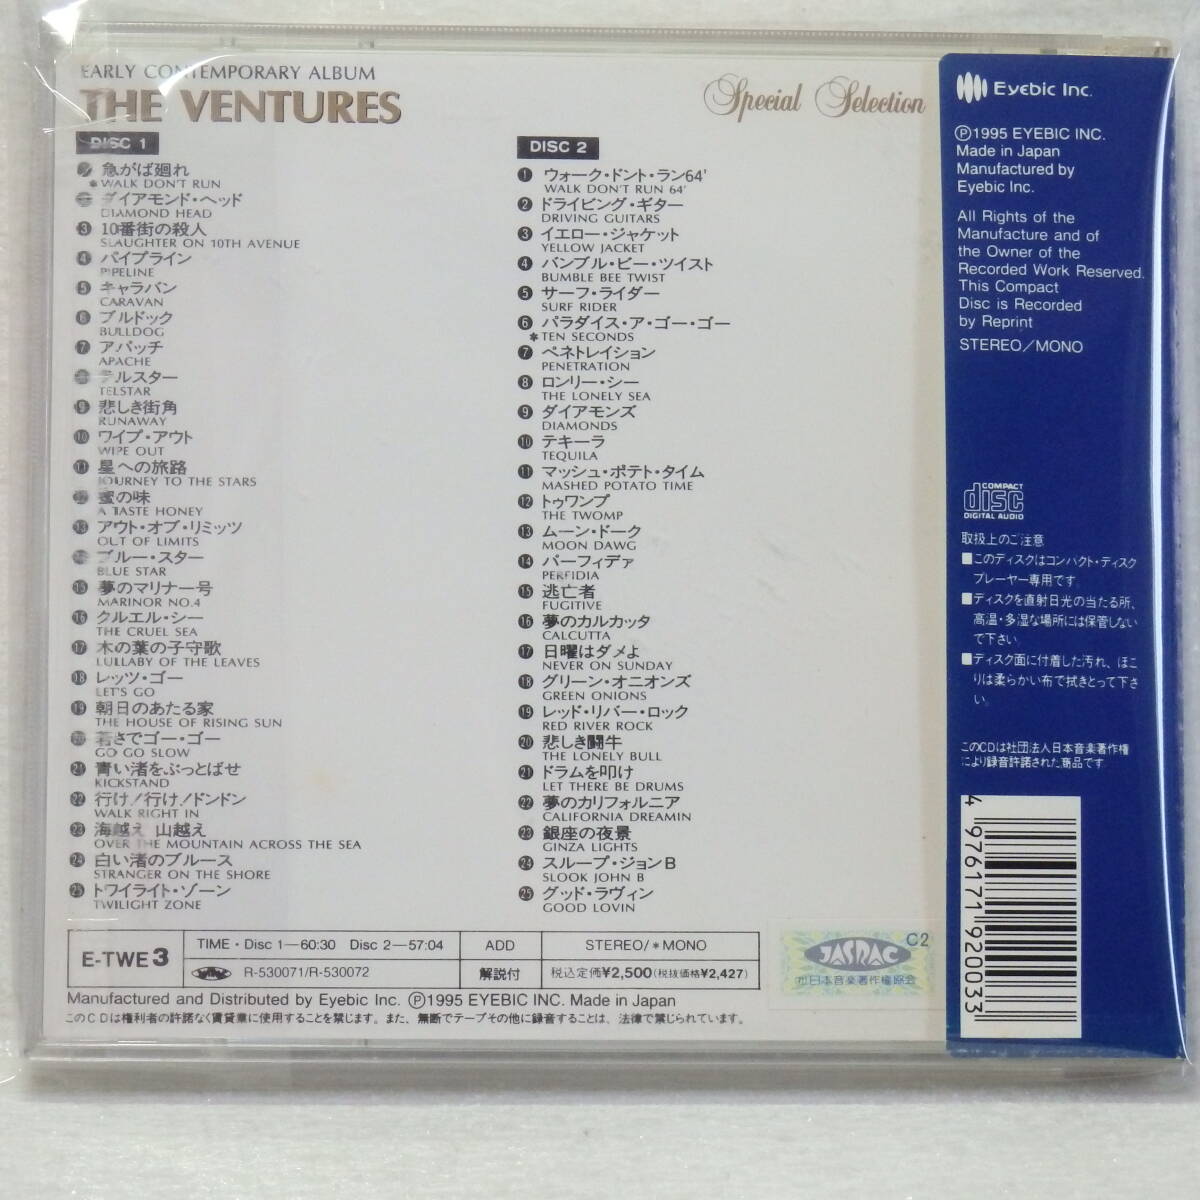 EARLY CONTEMPORARY ALBUM
THE VENTURES
Special Selection
DISC 1
急がば廻れ
*WALK DON'T RUN
ダイアモンド・ヘッド
DIAMOND HEAD
3 10番街の殺人
SLAUGHTER ON 10TH AVENUE
4 パイプライン
PIPELINE
5 キャラバン
CARAVAN
6 ブルドック
BULLDOG
7 アパッチ
APACHE
テルスター
TELSTAR
9 悲しき街角
RUNAWAY
10 ワイプ・アウト
WIPE OUT
11 星への旅路
JOURNEY TO THE STARS
12 蜜の味
A TASTE HONEY
13 アウト・オブ・リミッツ
OUT OF LIMITS
14 ブルー・スター
BLUE STAR
15 夢のマリナー号
MARINOR NO.4
16 クルエル・シー
THE CRUEL SEA
17 木の葉の子守歌
LULLABY OF THE LEAVES
18 レッツ・ゴー
LET'S GO
19 朝日のあたる家
THE HOUSE OF RISING SUN
20 若さでゴー・ゴー
GO GO SLOW
21 青い渚をぶっとばせ
KICKSTAND
22 行け!行け!ドンドン
WALK RIGHT IN
23 海越え 山越え
OVER THE MOUNTAIN ACROSS THE SEA
24 白い渚のブルース
STRANGER ON THE SHORE
25 トワイライト・ゾーン
TWILIGHT ZONE
DISC 2
1 ウォーク・ドント・ラン64'
WALK DON'T RUN 64'
2 ドライビング・ギター
DRIVING GUITARS
3 イエロー・ジャケット
YELLOW JACKET
4 バンブル・ビー・ツイスト
BUMBLE BEE TWIST
5 サーフ・ライダー
SURF RIDER
6 パラダイス・ア・ゴー・ゴー
*TEN SECONDS
7 ペネトレイション
PENETRATION
8 ロンリー・シー
THE LONELY SEA
9 ダイアモンズ
DIAMONDS
10 テキーラ
TEQUILA
11 マッシュ・ポテト・タイム
MASHED POTATO TIME
12 トゥワンプ
THE TWOMP
13 ムーン・ドーク
MOON DAWG
14 パーフィデァ
PERFIDIA
15 逃亡者
FUGITIVE
16 夢のカルカッタ
CALCUTTA
17 日曜はダメよ
NEVER ON SUNDAY
18 グリーン・オニオンズ
GREEN ONIONS
19 レッド・リバー・ロック
RED RIVER ROCK
20 悲しき闘牛
THE LONELY BULL
21 ドラムを叩け
LET THERE BE DRUMS
22 夢のカリフォルニア
CALIFORNIA DREAMIN
23 銀座の夜景
GINZA LIGHTS
24 スループ・ジョンB
SLOOK JOHN B
25 グッド・ラヴィン
GOOD LOVIN
E-TWE3
TIME・Disc 1—60:30 Disc 2—57:04
ADD
STEREO/*MONO
R-530071/R-530072
解説付
税込定価¥2,500(税抜価格¥2,427)
Manufactured and Distributed by Eyebic Inc. Ⓟ1995 EYEBIC INC. Made in Japan
このCDは権利者の許諾なく賃貸業に使用することを禁じます。また、無断でテープその他に録音することは、法律で禁じられています。
C2
JASRAC
㈳日本音楽著作権協会
Eyebic Inc.
Ⓟ1995 EYEBIC INC.
Made in Japan
Manufactured by
Eyebic Inc.
All Rights of the
Manufacture and of
the Owner of the
Recorded Work Reserved.
This Compact
Disc is Recorded
by Reprint
STEREO/MONO
COMPACT
disc
DIGITAL AUDIO
取扱上のご注意
■このディスクはコンパクト・ディスク
プレーヤー専用です
■ディスクを直射日光の当たる所、
高温・多湿な場所には保管しない
で下さい。
■ディスク面に付着した汚れ、ほこ
りは柔らかい布で拭きとって下さ
い。
このCDは社団法人日本音楽著作権
により録音許諾された商品です
4 976171 920033